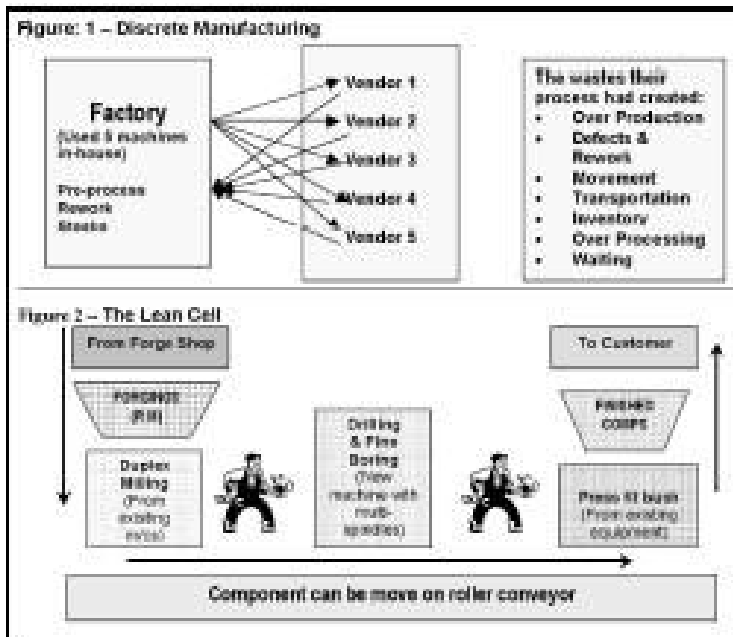 Figure: 1 – Discrete Manufacturing
Factory
(Used 9 machines
in-house)
Pre-process
Rework
Stocks
Vendor 1
Vendor 2
Vendor 3
Vendor 4
Vendor 5
The wastes their
process had created:
• Over Production
• Defects &
Rework
• Movement
• Transportation
• Inventory
• Over Processing
• Waiting
Figure 2 – The Lean Cell
From Forge Shop
FORGINGS
Duplex
Milling
(From
existing
m/cs)
Drilling
& Fine
Boring
(New
machine with
multi-
spindles)
To Customer
FINISHED
COMPS
Press fit bush
(From existing
equipment)
Component can be move on roller conveyor